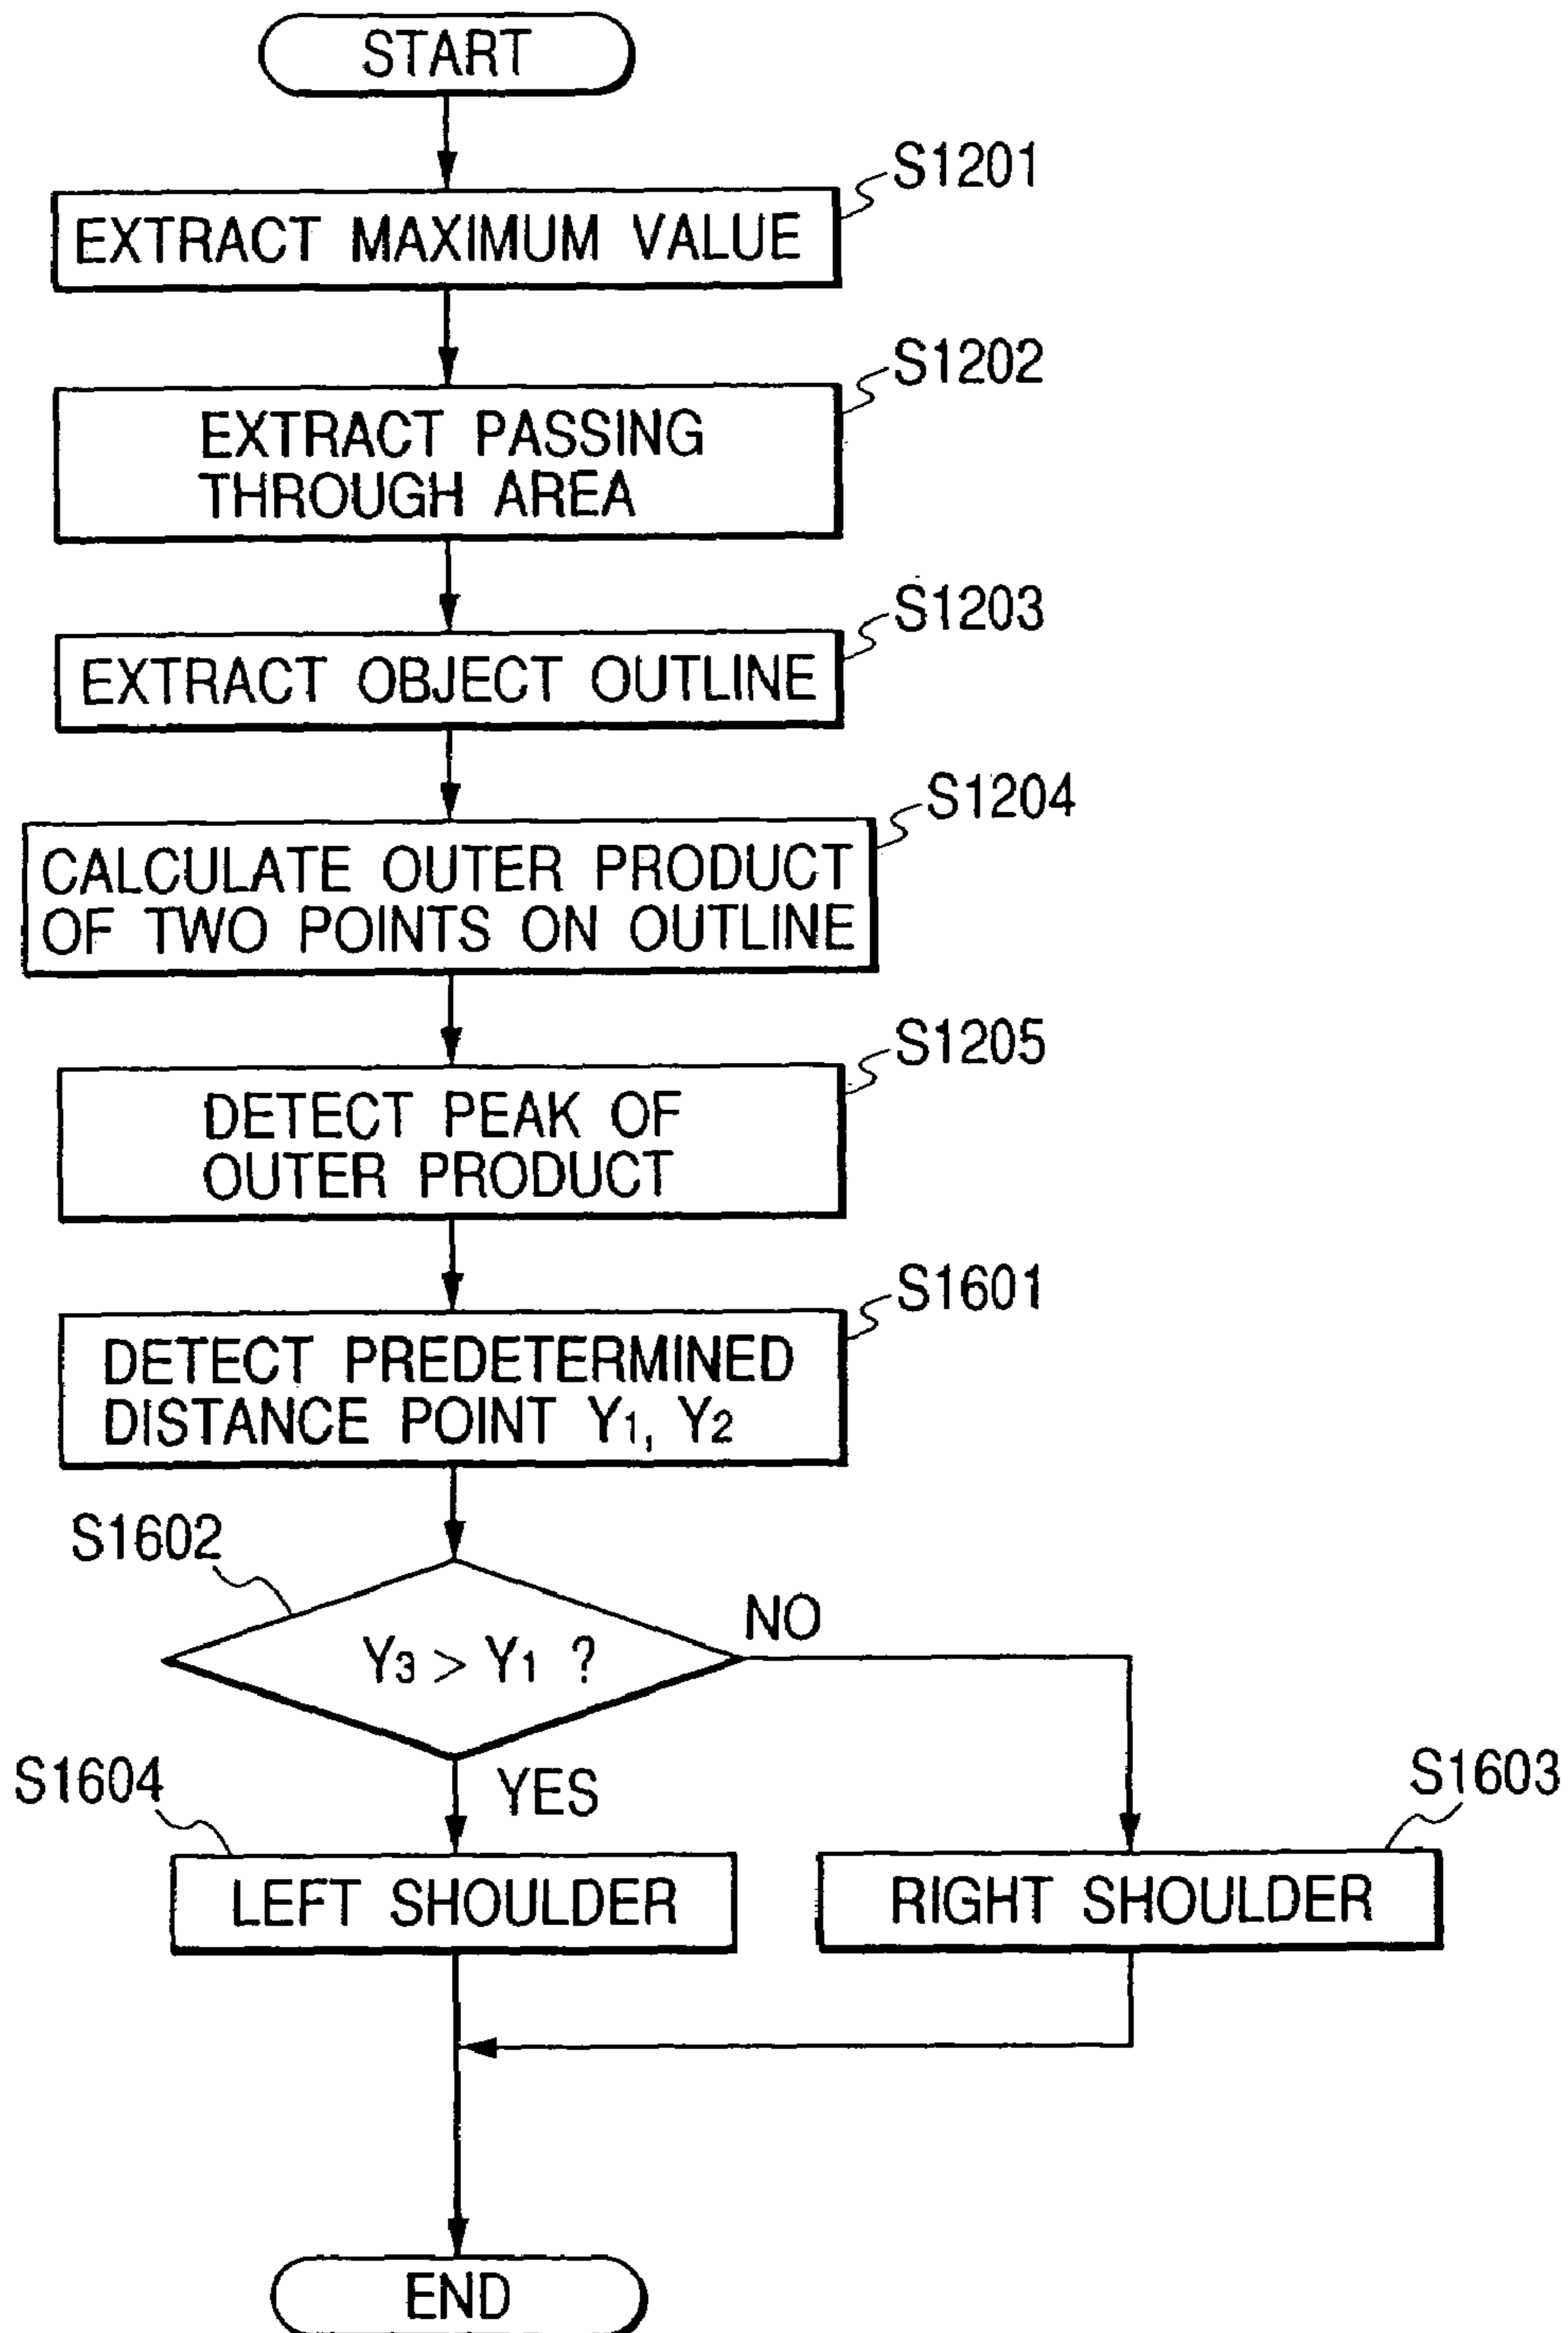 START
S1201
EXTRACT MAXIMUM VALUE
S1202
EXTRACT PASSING
THROUGH AREA
S1203
EXTRACT OBJECT OUTLINE
S1204
CALCULATE OUTER PRODUCT
OF TWO POINTS ON OUTLINE
S1205
DETECT PEAK OF
OUTER PRODUCT
S1601
DETECT PREDETERMINED
DISTANCE POINT Y1, Y2
S1602
Y3 > Y1 ?
NO
YES
S1604
LEFT SHOULDER
S1603
RIGHT SHOULDER
END